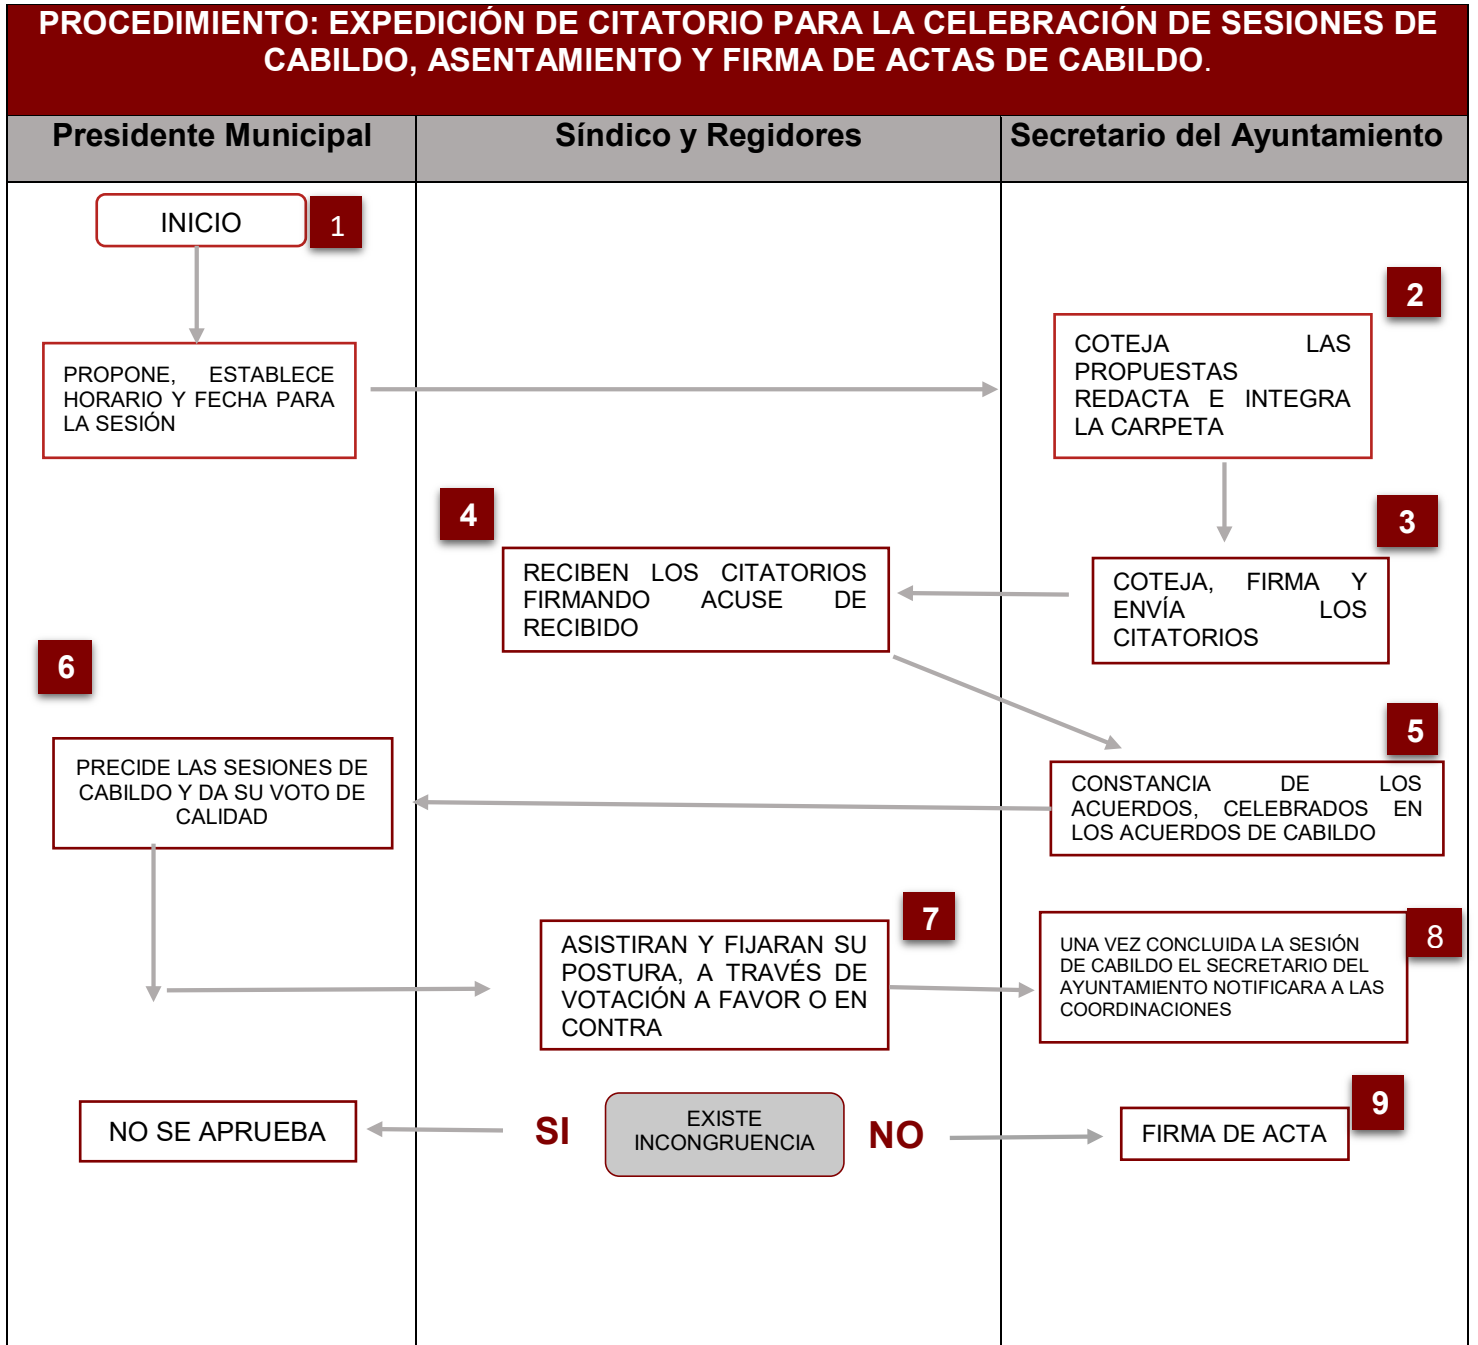 PROCEDIMIENTO: EXPEDICIÓN DE CITATORIO PARA LA CELEBRACIÓN DE SESIONES DE
CABILDO, ASENTAMIENTO Y FIRMA DE ACTAS DE CABILDO.
Presidente Municipal
Síndico y Regidores
Secretario del Ayuntamiento
INICIO
1
PROPONE, ESTABLECE
HORARIO Y FECHA PARA
LA SESIÓN
2
COTEJA LAS
PROPUESTAS
REDACTA E INTEGRA
LA CARPETA
3
COTEJA, FIRMA Y
ENVÍA LOS
CITATORIOS
4
RECIBEN LOS CITATORIOS
FIRMANDO ACUSE DE
RECIBIDO
5
CONSTANCIA DE LOS
ACUERDOS, CELEBRADOS EN
LOS ACUERDOS DE CABILDO
6
PRECIDE LAS SESIONES DE
CABILDO Y DA SU VOTO DE
CALIDAD
7
ASISTIRAN Y FIJARAN SU
POSTURA, A TRAVÉS DE
VOTACIÓN A FAVOR O EN
CONTRA
8
UNA VEZ CONCLUIDA LA SESIÓN
DE CABILDO EL SECRETARIO DEL
AYUNTAMIENTO NOTIFICARA A LAS
COORDINACIONES
NO SE APRUEBA
SI
EXISTE
INCONGRUENCIA
NO
9
FIRMA DE ACTA